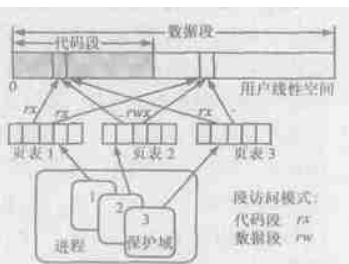 数据段
代码段
0
用户线性空间
rx rx rwx rx
页表 1 页表 2 页表 3
1
2
3
进程 保护域
段访问模式:
代码段 rx
数据段 rw